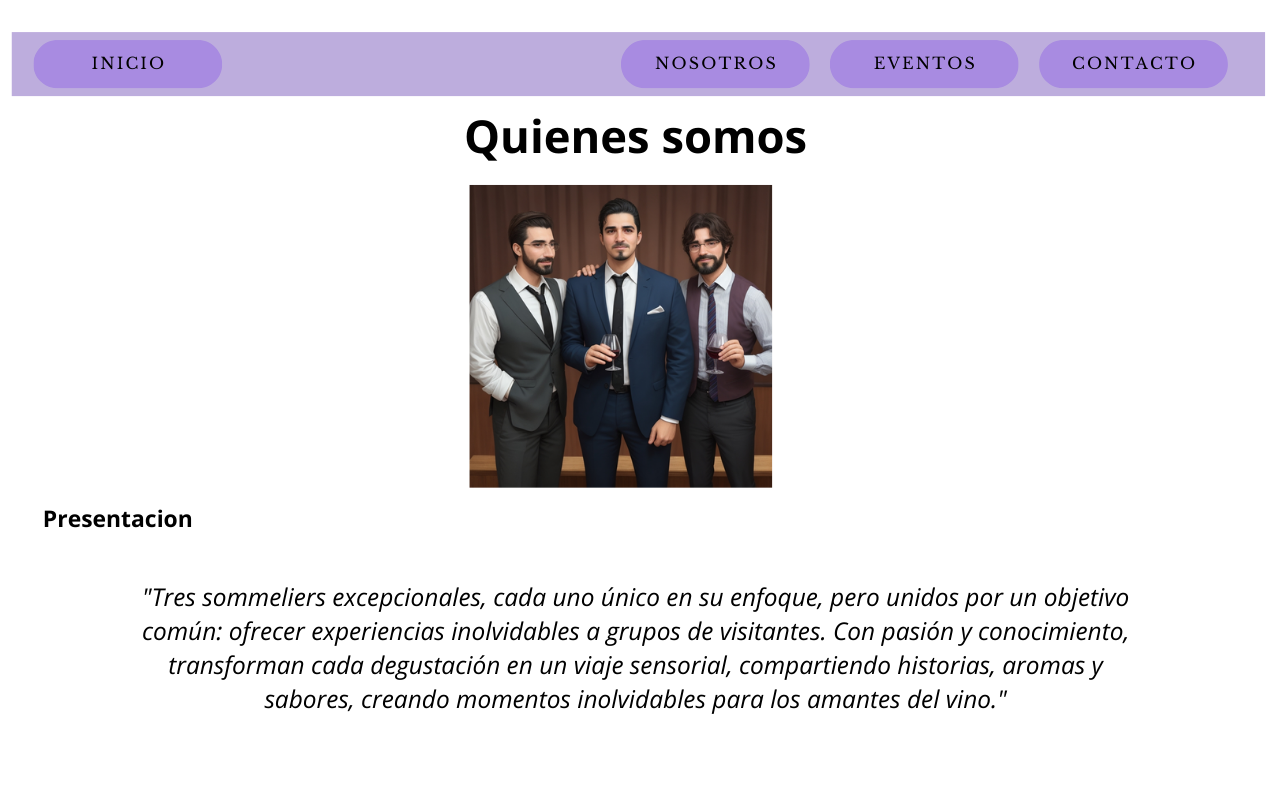 INICIO NOSOTROS EVENTOS CONTACTO
Quienes somos
Presentacion
"Tres sommeliers excepcionales, cada uno único en su enfoque, pero unidos por un objetivo
común: ofrecer experiencias inolvidables a grupos de visitantes. Con pasión y conocimiento,
transforman cada degustación en un viaje sensorial, compartiendo historias, aromas y
sabores, creando momentos inolvidables para los amantes del vino."